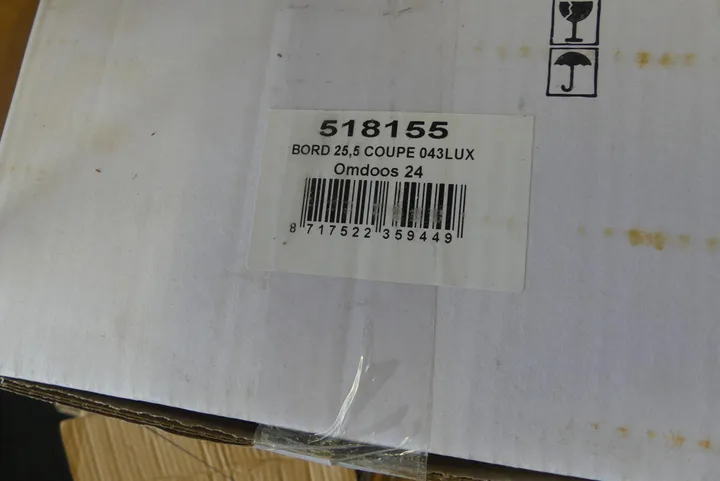 518155
BORD 25,5 COUPE 043LUX
Omdoos 24
8 717522 359449